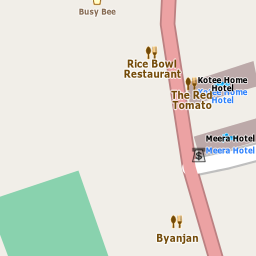 Busy Bee
Rice Bowl
Restaurant
Kotee Home
Hotel
Kotee Home
Hotel
The Red
Tomato
Meera Hotel
Meera Hotel
$
Byanjan